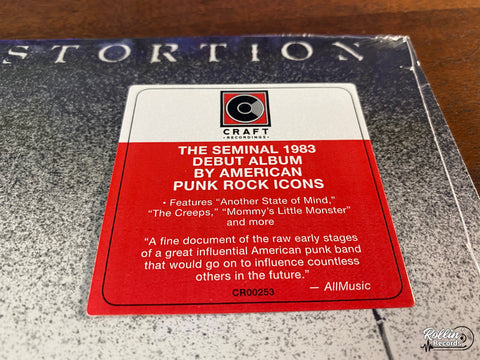 STORTION
CRAFT
• RECORDINGS •
THE SEMINAL 1983
DEBUT ALBUM
BY AMERICAN
PUNK ROCK ICONS
• Features “Another State of Mind,”
“The Creeps,” “Mommy's Little Monster”
and more
“A fine document of the raw early stages
of a great influential American punk band
that would go on to influence countless
others in the future.”
— AllMusic
CR00253
Rollin
Records